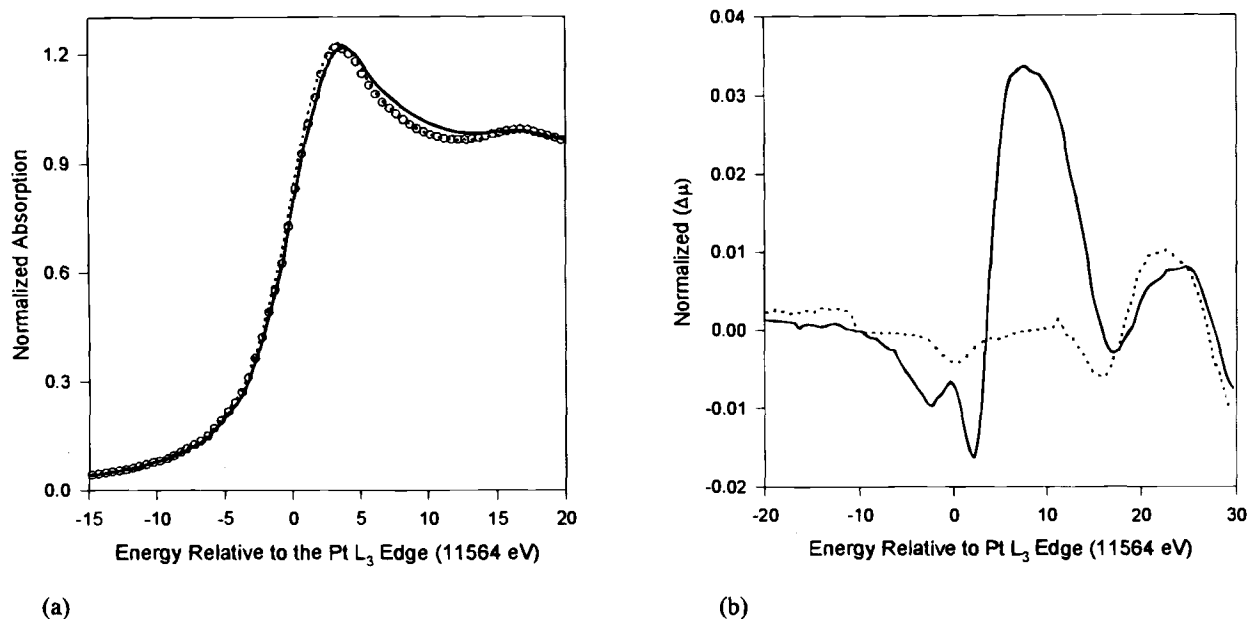 1.2
0.9
0.6
0.3
0.0
Normalized Absorption
-15 -10 -5 0 5 10 15 20
Energy Relative to the Pt L₃ Edge (11564 eV)
(a)
0.04
0.03
0.02
0.01
0.00
-0.01
-0.02
Normalized (Δμ)
-20 -10 0 10 20 30
Energy Relative to Pt L₃ Edge (11564 eV)
(b)